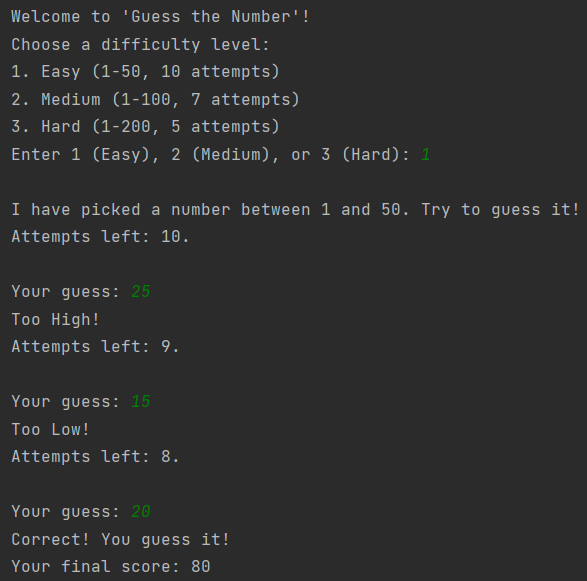 Welcome to 'Guess the Number'!
Choose a difficulty level:
1. Easy (1-50, 10 attempts)
2. Medium (1-100, 7 attempts)
3. Hard (1-200, 5 attempts)
Enter 1 (Easy), 2 (Medium), or 3 (Hard): 1
I have picked a number between 1 and 50. Try to guess it!
Attempts left: 10.
Your guess: 25
Too High!
Attempts left: 9.
Your guess: 15
Too Low!
Attempts left: 8.
Your guess: 20
Correct! You guess it!
Your final score: 80